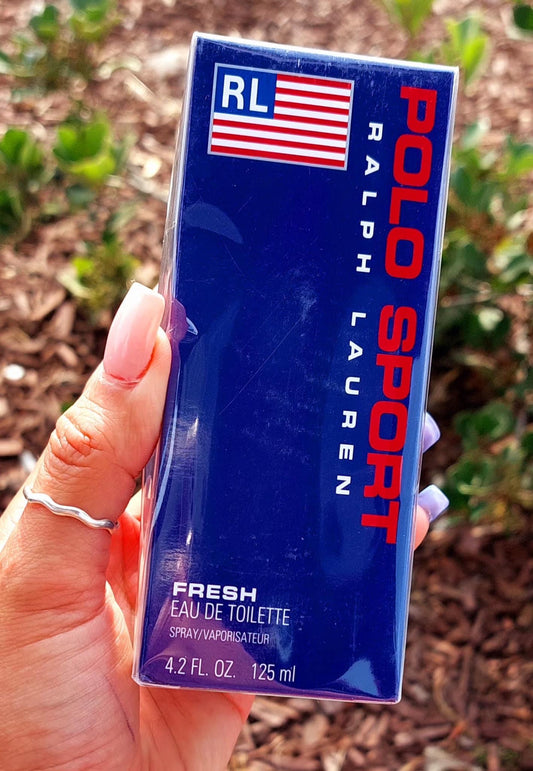 RL
POLO SPORT
RALPH LAUREN
FRESH
EAU DE TOILETTE
SPRAY/VAPORISATEUR
4.2 FL. OZ. 125 ml